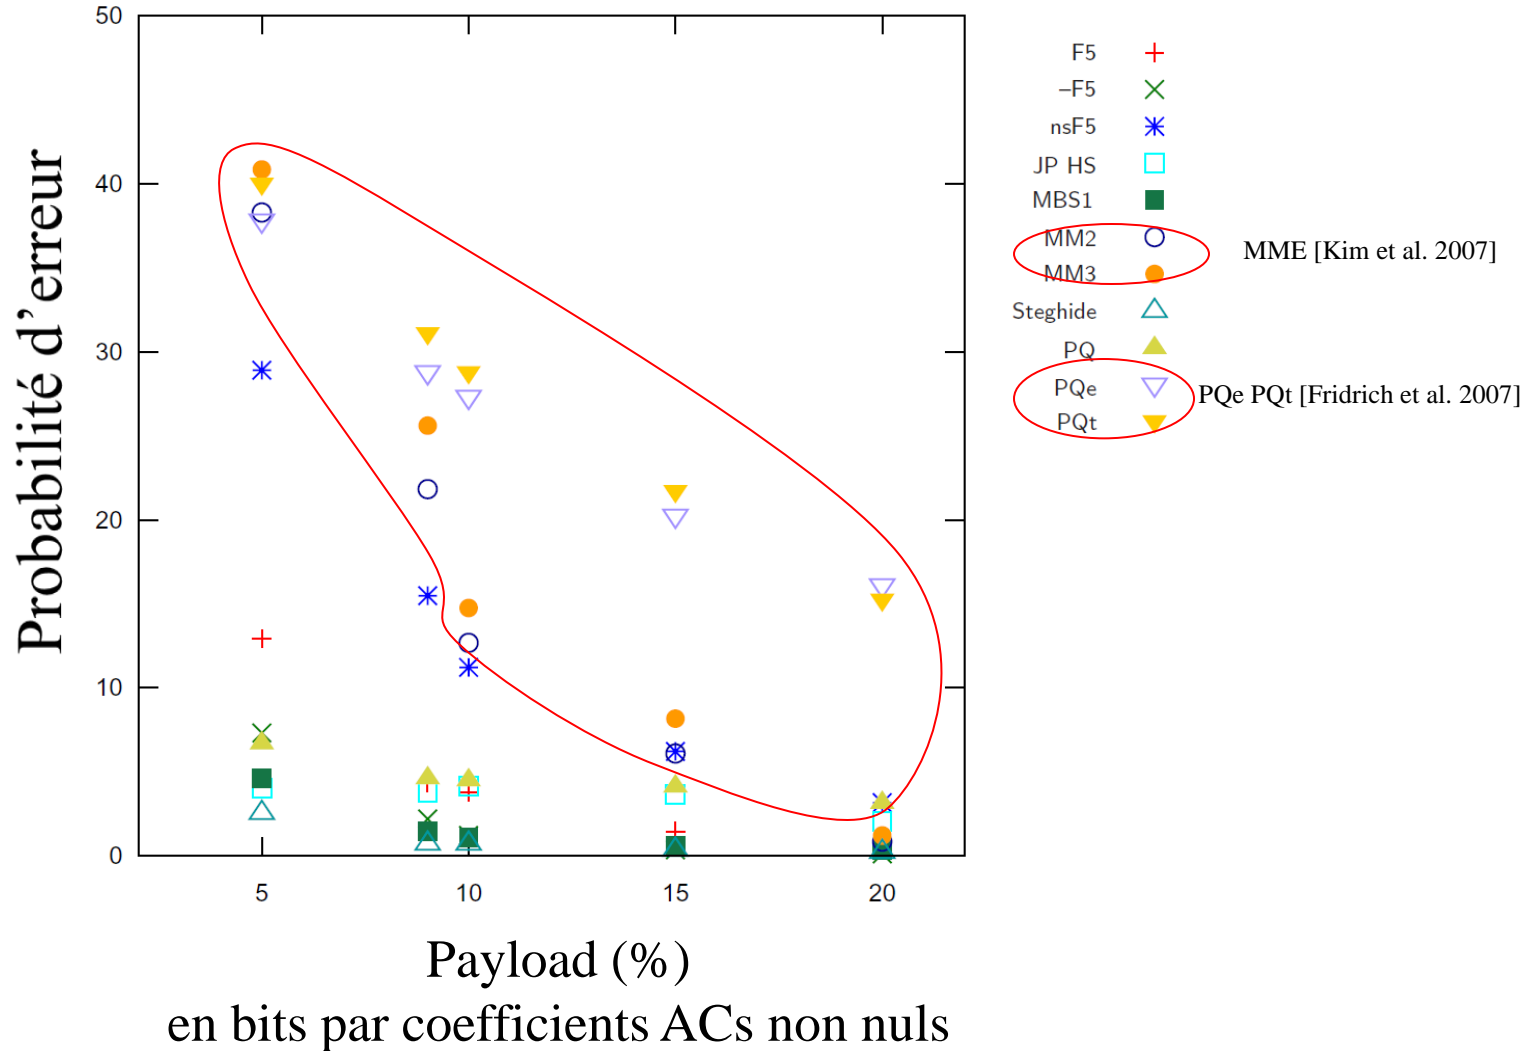 50
40
30
20
10
0
5
10
15
20
Probabilité d'erreur
Payload (%)
en bits par coefficients ACs non nuls
F5
–F5
nsF5
JP HS
MBS1
MM2
MM3
MME [Kim et al. 2007]
Steghide
PQ
PQe
PQt
PQe PQt [Fridrich et al. 2007]